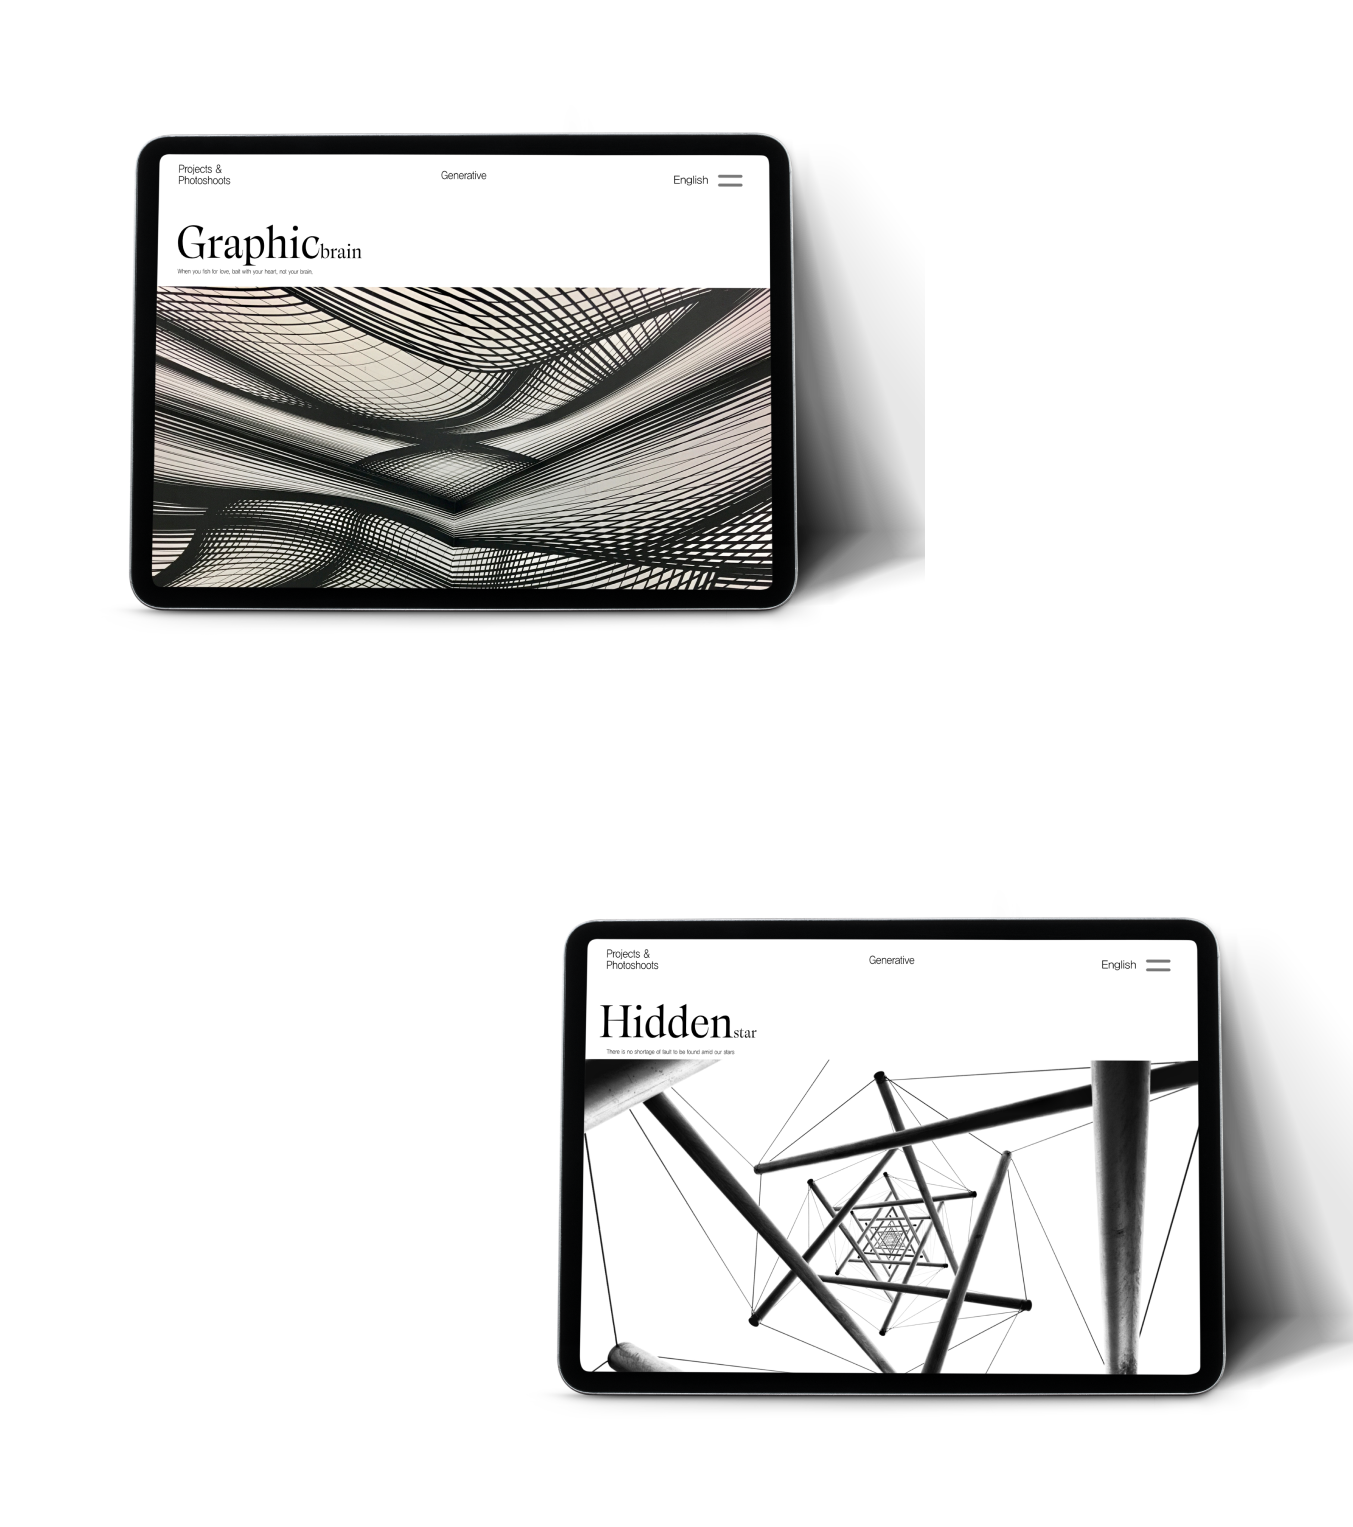 Projects &
Photoshoots
Generative
English
Graphicbrain
When you fish for love, bait with your heart, not your brain.
Projects &
Photoshoots
Generative
English
Hiddenstar
There is no shortage of fault to be found amid our stars